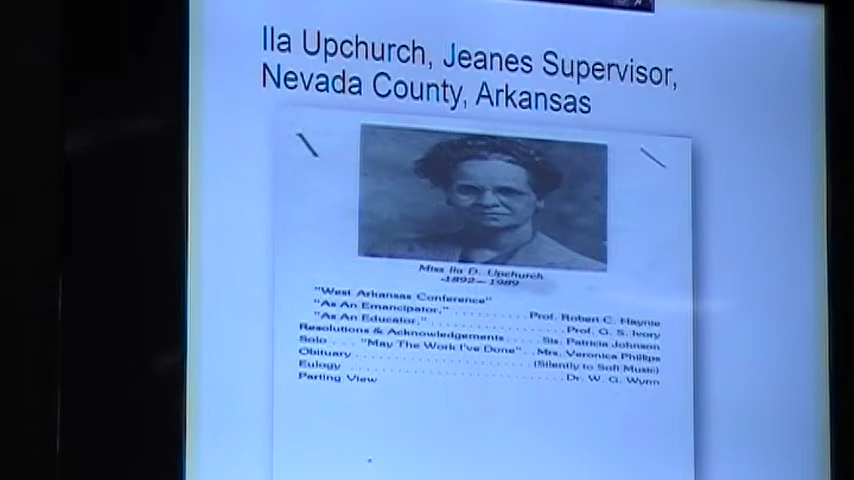 Ila Upchurch, Jeanes Supervisor,
Nevada County, Arkansas
Miss Ila D. Upchurch
-1892-1989
"West Arkansas Conference"
"As An Emancipator," . . . . . . . . . . Prof. Robert C. Haynie
"As An Educator," . . . . . . . . . . . . . . . . . . . . Prof. G. S. Ivory
Resolutions & Acknowledgements . . . . . Sis. Patricia Johnson
Solo . . . "May The Work I've Done" . . Mrs. Veronica Phillips
Obituary . . . . . . . . . . . . . . . . . . . . . . . . (Silently to Soft Music)
Eulogy . . . . . . . . . . . . . . . . . . . . . . . . . . . . . Dr. W. G. Wynn
Parting View